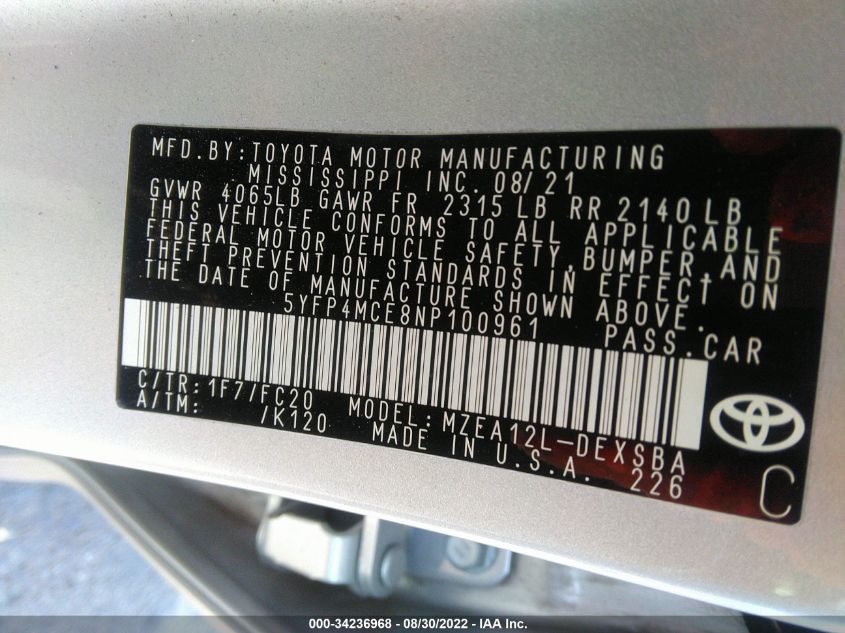 MFD.BY:TOYOTA MOTOR MANUFACTURING
MISSISSIPPI INC. 08/21
GVWR 4065LB GAWR FR 2315 LB RR 2140 LB
THIS VEHICLE CONFORMS TO ALL APPLICABLE
FEDERAL MOTOR VEHICLE SAFETY,BUMPER,AND
THEFT PREVENTION STANDARDS IN EFFECT ON
THE DATE OF MANUFACTURE SHOWN ABOVE.
5YFP4MCE8NP100961 PASS.CAR
C/TR:1F7/FC20 MODEL:MZEA12L-DEXSBA
A/TM: /K120 MADE IN U.S.A. 226
C
000-34236968 - 08/30/2022 - IAA Inc.